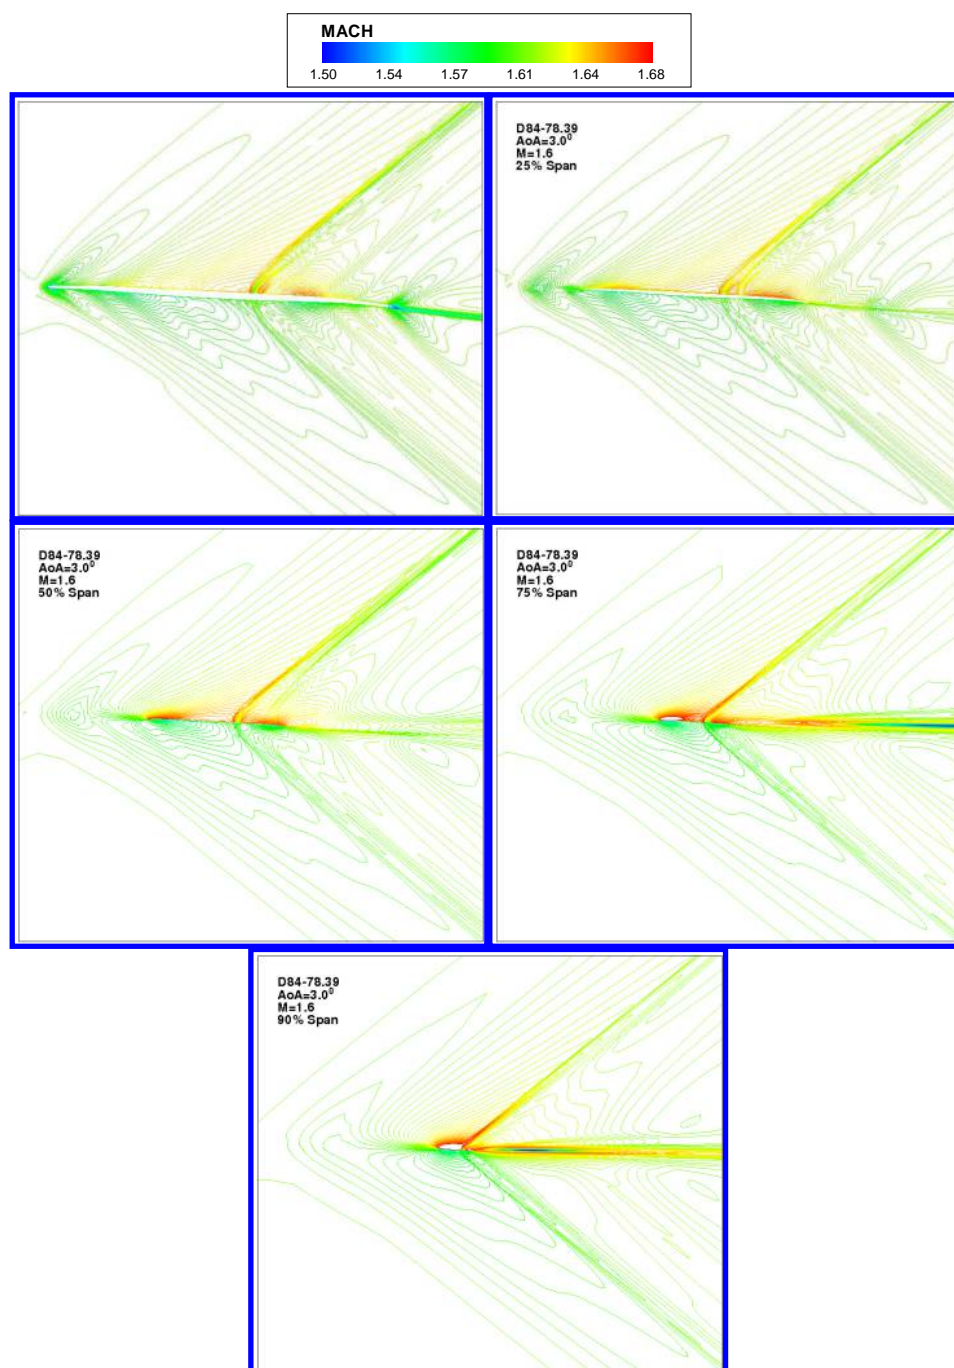 MACH
1.50 1.54 1.57 1.61 1.64 1.68
D84-78.39
AoA=3.0⁰
M=1.6
25% Span
D84-78.39
AoA=3.0⁰
M=1.6
50% Span
D84-78.39
AoA=3.0⁰
M=1.6
75% Span
D84-78.39
AoA=3.0⁰
M=1.6
90% Span